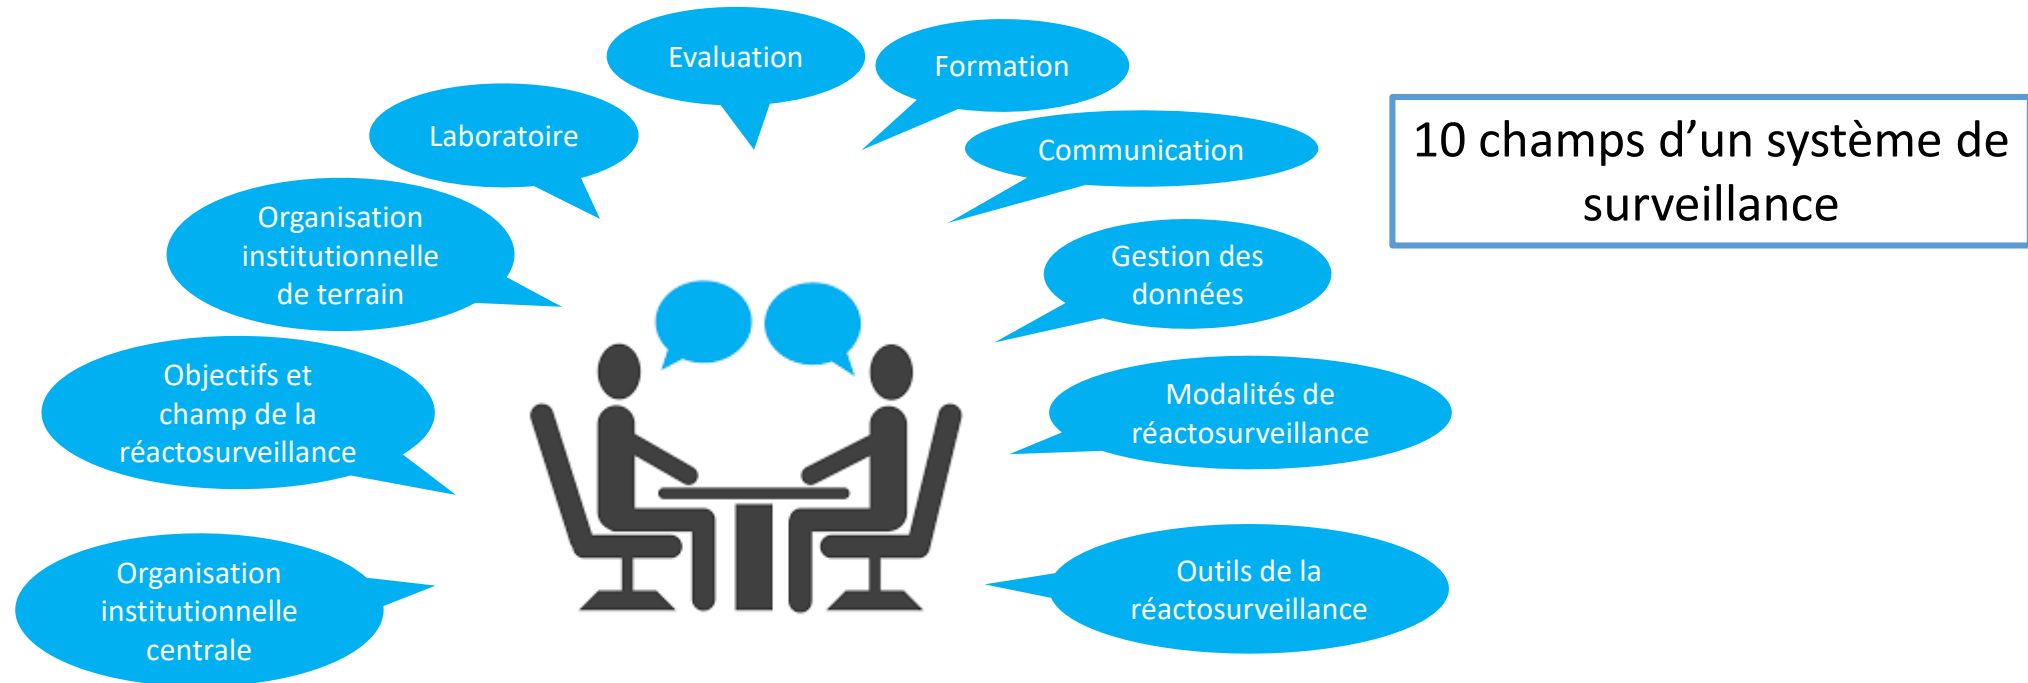 Evaluation
Formation
Laboratoire
Communication
10 champs d’un système de
surveillance
Organisation
institutionnelle
de terrain
Gestion des
données
Objectifs et
champ de la
réactosurveillance
Modalités de
réactosurveillance
Organisation
institutionnelle
centrale
Outils de la
réactosurveillance